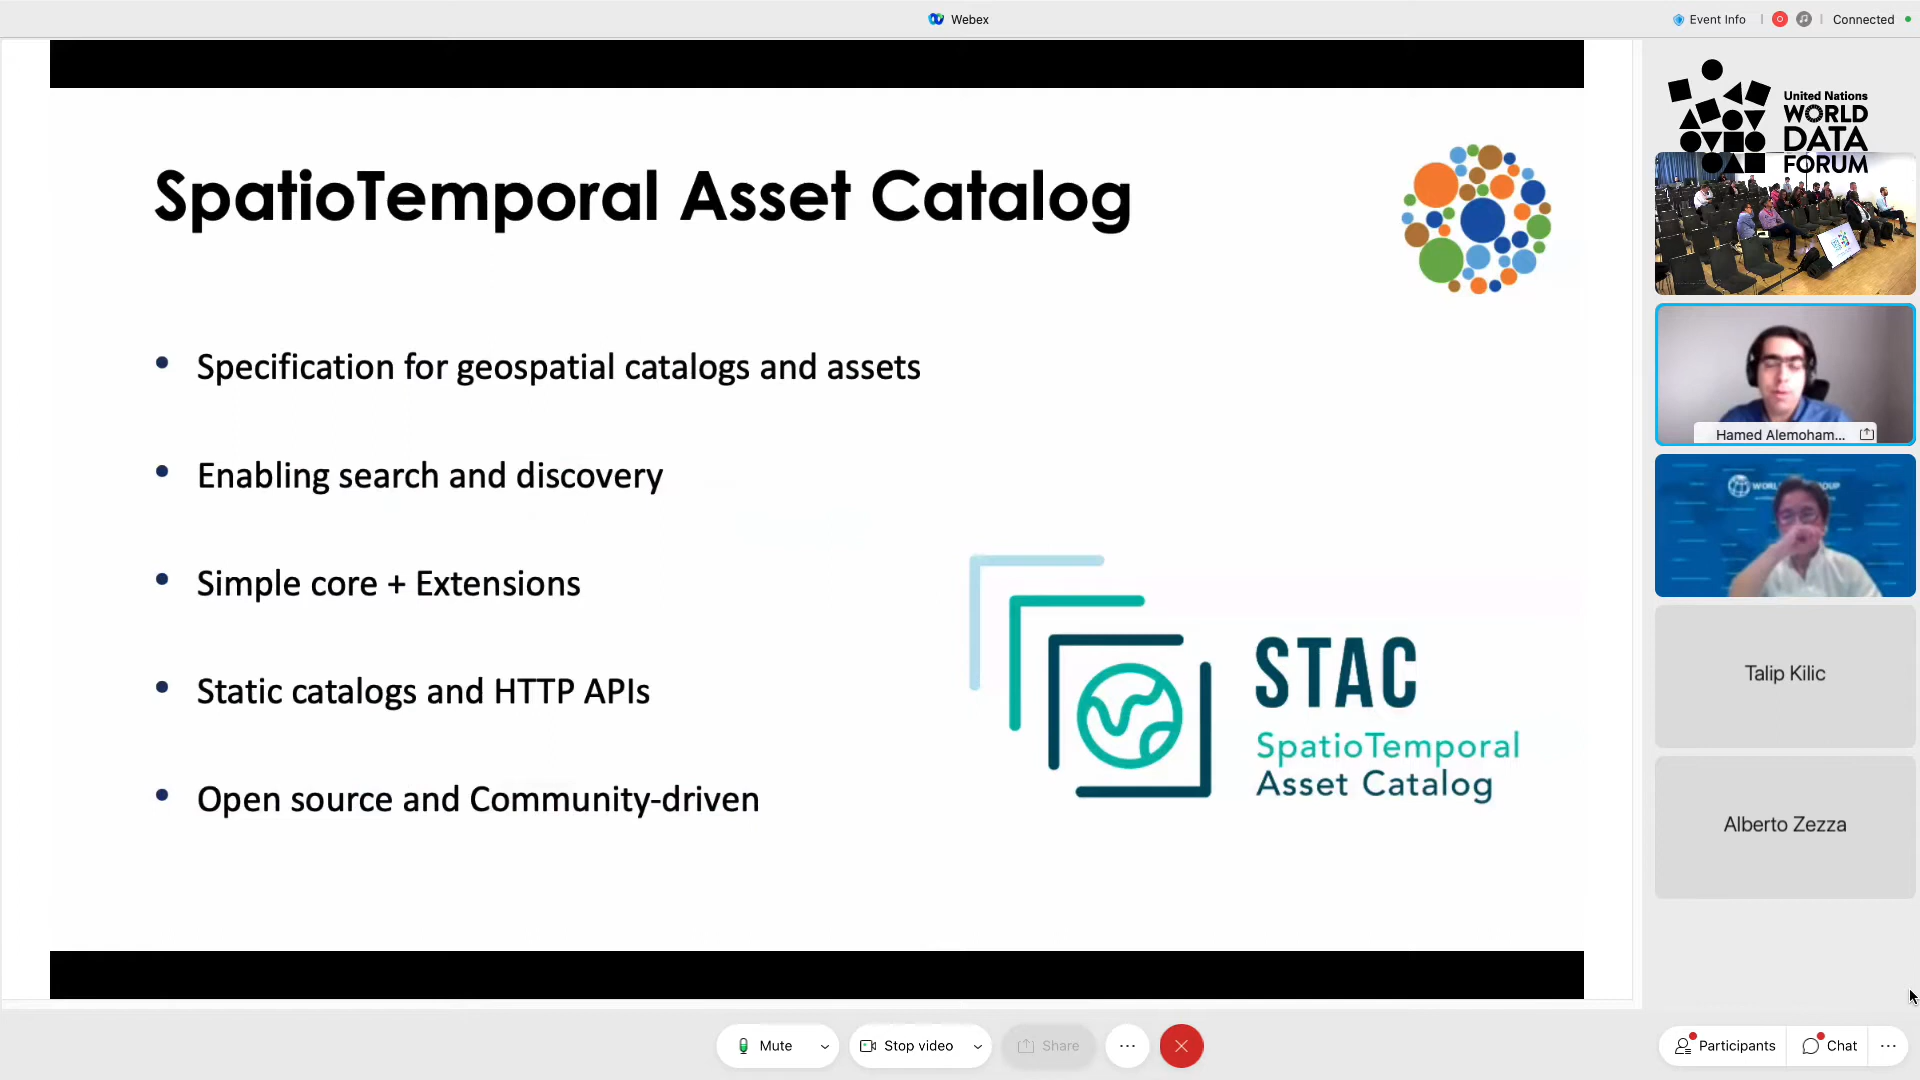 Webex
Event Info
Connected
SpatioTemporal Asset Catalog
• Specification for geospatial catalogs and assets
• Enabling search and discovery
• Simple core + Extensions
• Static catalogs and HTTP APIs
• Open source and Community-driven
STAC
SpatioTemporal
Asset Catalog
United Nations
WORLD
DATA
FORUM
Hamed Alemoham...
Talip Kilic
Alberto Zezza
Mute
Stop video
Share
Participants
Chat